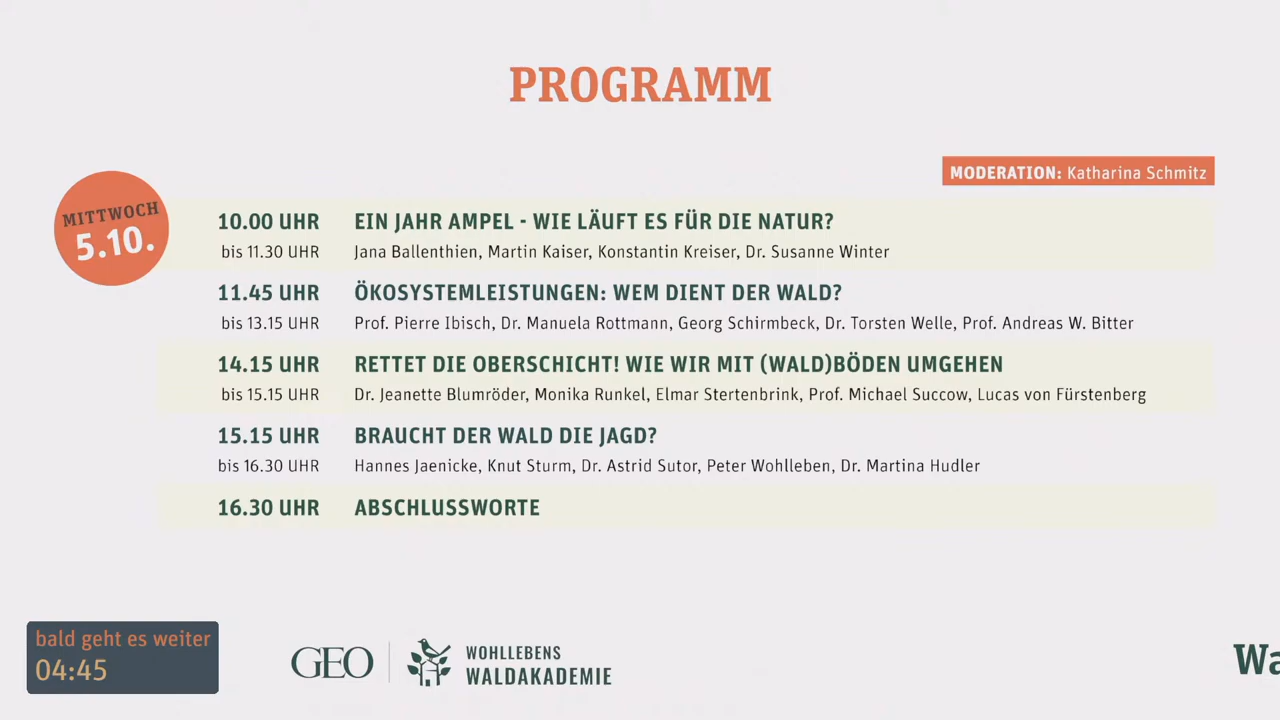 PROGRAMM
MODERATION: Katharina Schmitz
MITTWOCH
5.10.
10.00 UHR EIN JAHR AMPEL - WIE LÄUFT ES FÜR DIE NATUR?
bis 11.30 UHR Jana Ballenthien, Martin Kaiser, Konstantin Kreiser, Dr. Susanne Winter
11.45 UHR ÖKOSYSTEMLEISTUNGEN: WEM DIENT DER WALD?
bis 13.15 UHR Prof. Pierre Ibisch, Dr. Manuela Rottmann, Georg Schirmbeck, Dr. Torsten Welle, Prof. Andreas W. Bitter
14.15 UHR RETTET DIE OBERSCHICHT! WIE WIR MIT (WALD)BÖDEN UMGEHEN
bis 15.15 UHR Dr. Jeanette Blumröder, Monika Runkel, Elmar Stertenbrink, Prof. Michael Succow, Lucas von Fürstenberg
15.15 UHR BRAUCHT DER WALD DIE JAGD?
bis 16.30 UHR Hannes Jaenicke, Knut Sturm, Dr. Astrid Sutor, Peter Wohlleben, Dr. Martina Hudler
16.30 UHR ABSCHLUSSWORTE
bald geht es weiter
04:45
GEO
WOHLLEBENS
WALDAKADEMIE